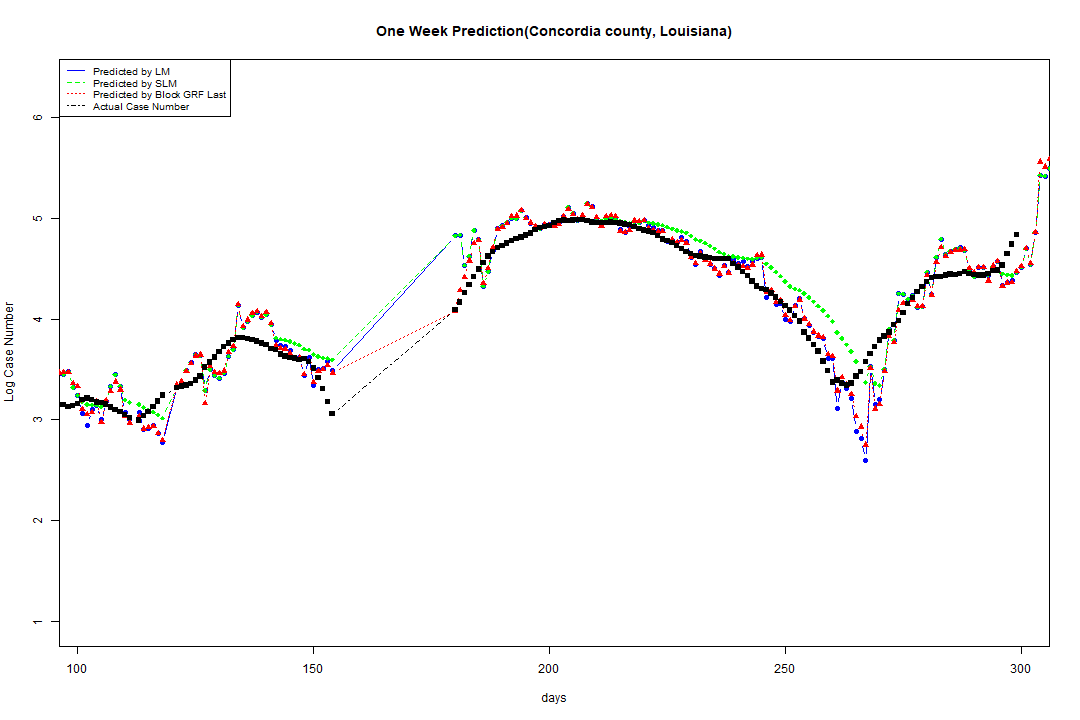 One Week Prediction(Concordia county, Louisiana)
Predicted by LM
Predicted by SLM
Predicted by Block GRF Last
Actual Case Number
Log Case Number
6
5
4
3
2
1
100 150 200 250 300
days